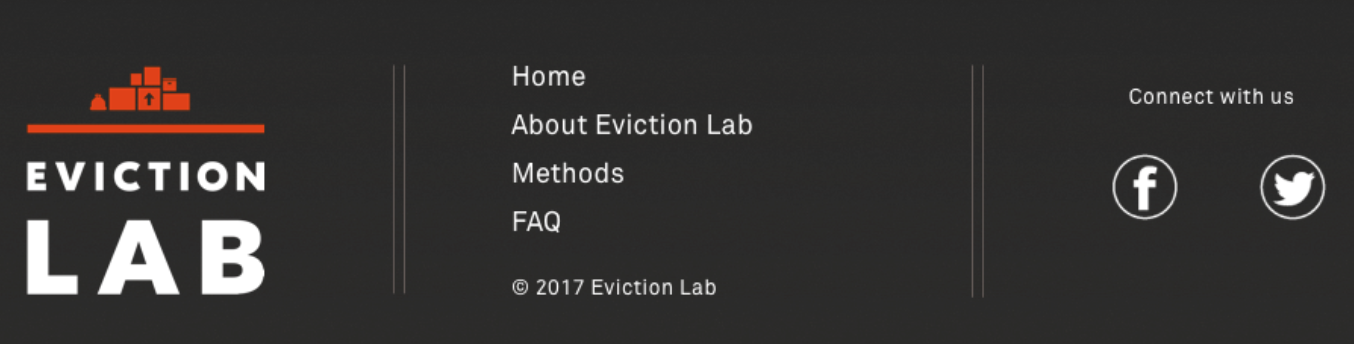 EVICTION
LAB
Home
About Eviction Lab
Methods
FAQ
© 2017 Eviction Lab
Connect with us